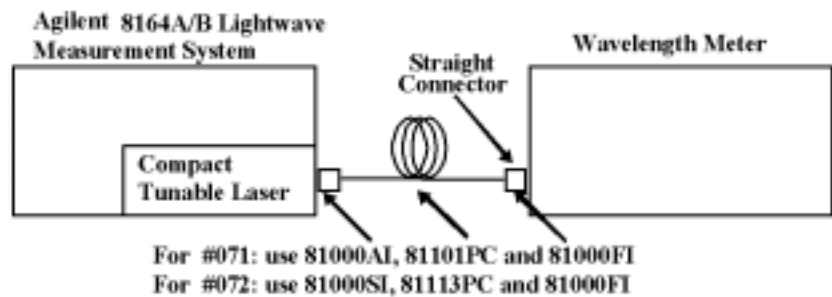 Agilent 8164A/B Lightwave
Measurement System
Wavelength Meter
Straight
Connector
Compact
Tunable Laser
For #071: use 81000AI, 81101PC and 81000FI
For #072: use 81000SI, 81113PC and 81000FI